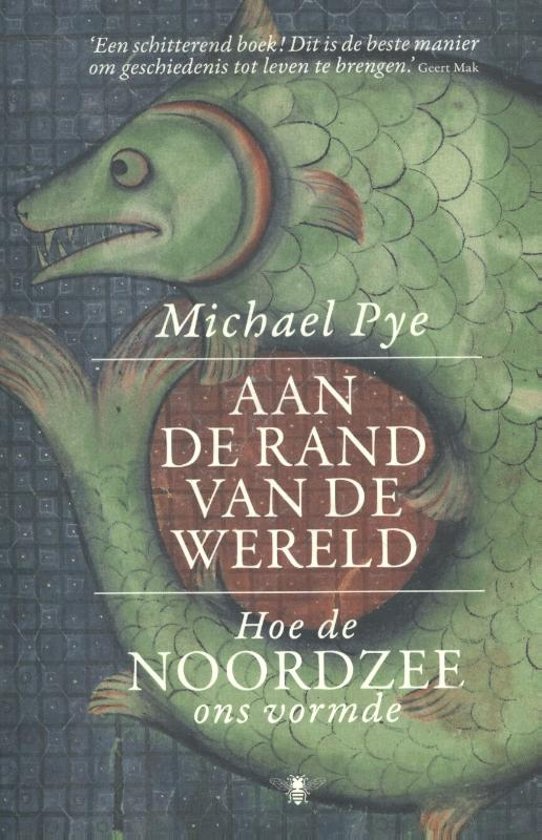 ‘Een schitterend boek! Dit is de beste manier
om geschiedenis tot leven te brengen.’ Geert Mak
Michael Pye
AAN
DE RAND
VAN DE
WERELD
Hoe de
NOORDZEE
ons vormde